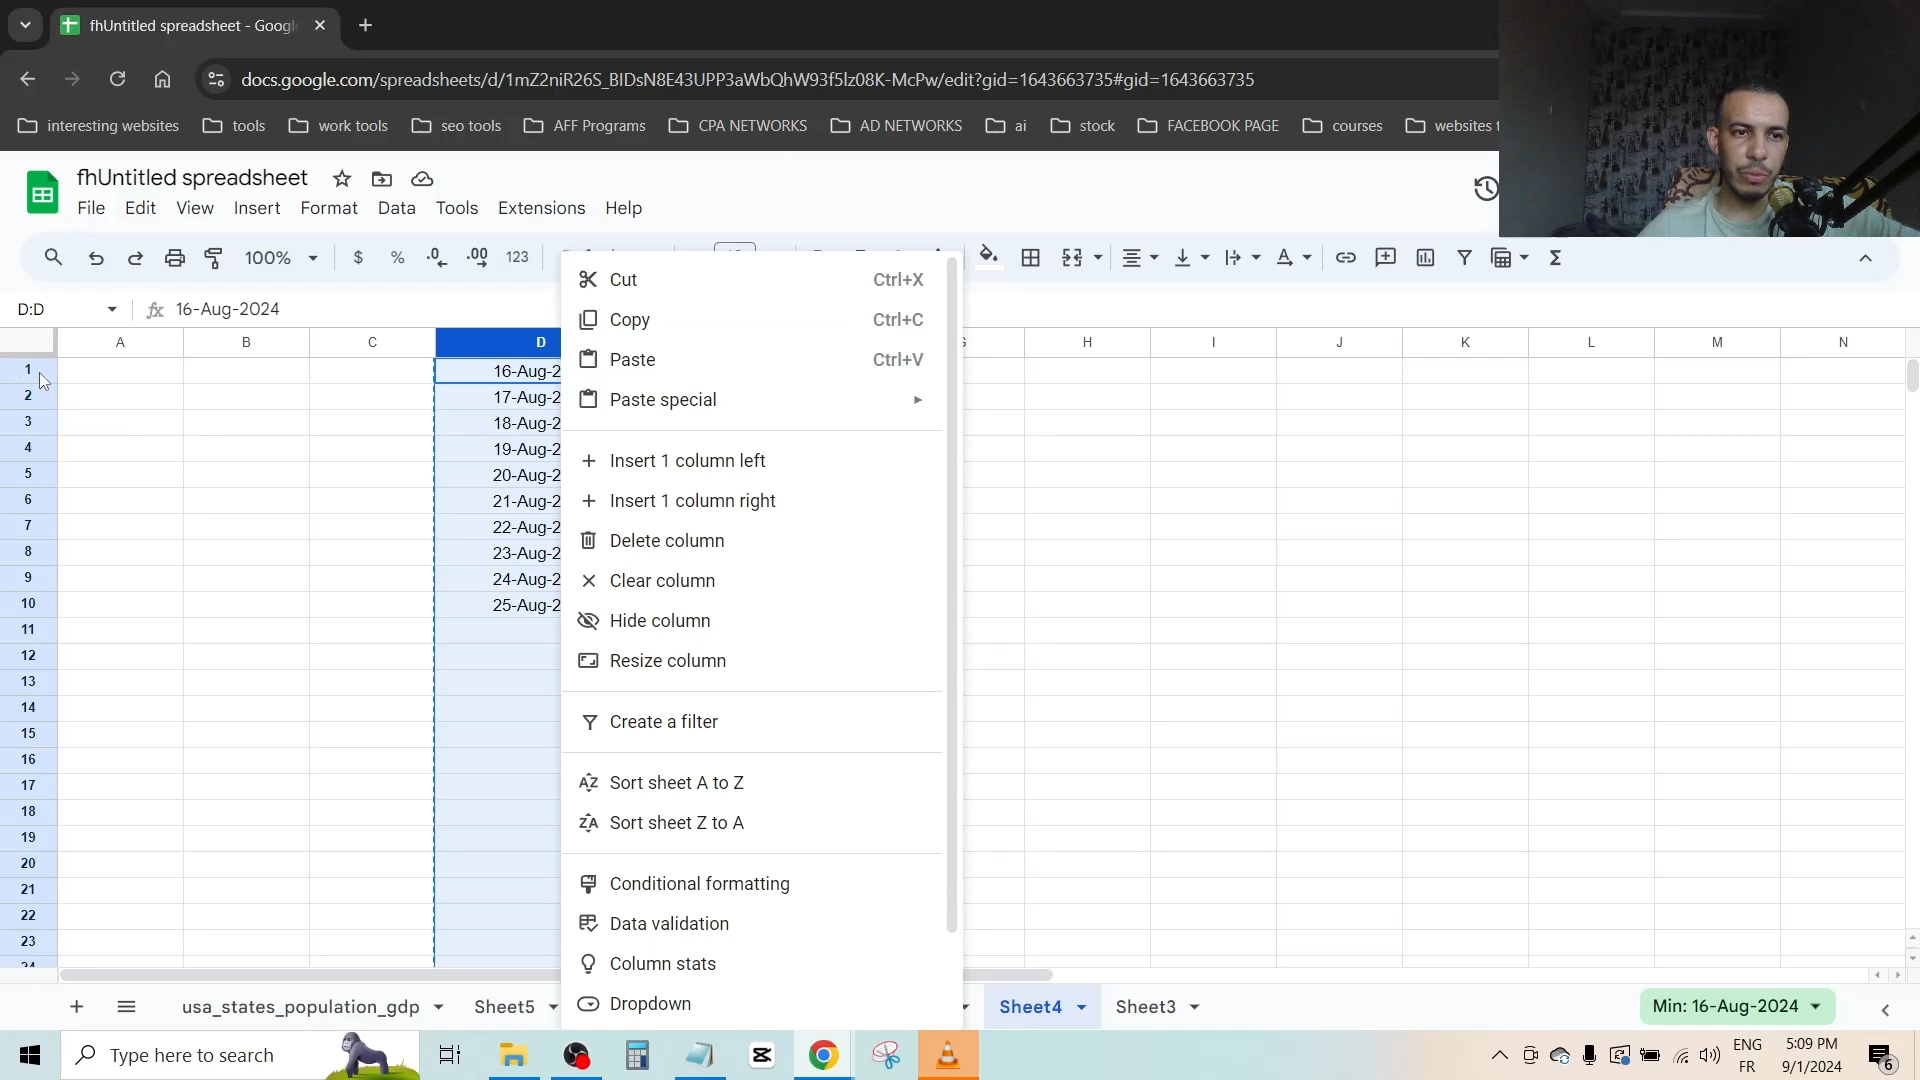 fhUntitled spreadsheet - Googl
docs.google.com/spreadsheets/d/1mZ2niR26S_BIDsN8E43UPP3aWbQhW93f5lz08K-McPw/edit?gid=1643663735#gid=1643663735
interesting websites tools work tools seo tools AFF Programs CPA NETWORKS AD NETWORKS ai stock FACEBOOK PAGE courses websites t
fhUntitled spreadsheet
File Edit View Insert Format Data Tools Extensions Help
100% $ % .0 .00 123
D:D fx 16-Aug-2024
A B C D H I J K L M N
1 16-Aug-2
2 17-Aug-2
3 18-Aug-2
4 19-Aug-2
5 20-Aug-2
6 21-Aug-2
7 22-Aug-2
8 23-Aug-2
9 24-Aug-2
10 25-Aug-2
11
12
13
14
15
16
17
18
19
20
21
22
23
24
Cut Ctrl+X
Copy Ctrl+C
Paste Ctrl+V
Paste special
Insert 1 column left
Insert 1 column right
Delete column
Clear column
Hide column
Resize column
Create a filter
Sort sheet A to Z
Sort sheet Z to A
Conditional formatting
Data validation
Column stats
Dropdown
usa_states_population_gdp Sheet5 Sheet4 Sheet3 Min: 16-Aug-2024
Type here to search
ENG
FR
5:09 PM
9/1/2024
6